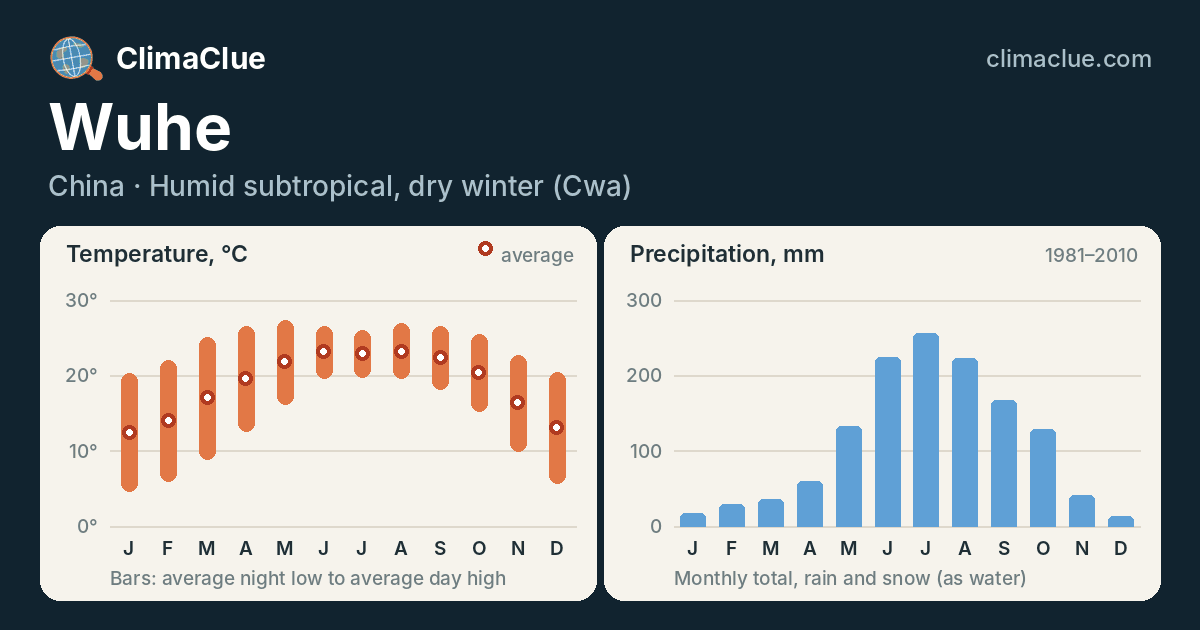 ClimaClue
climaclue.com
Wuhe
China · Humid subtropical, dry winter (Cwa)
Temperature, °C
average
30°
20°
10°
0°
J F M A M J J A S O N D
Bars: average night low to average day high
Precipitation, mm
1981–2010
300
200
100
0
J F M A M J J A S O N D
Monthly total, rain and snow (as water)